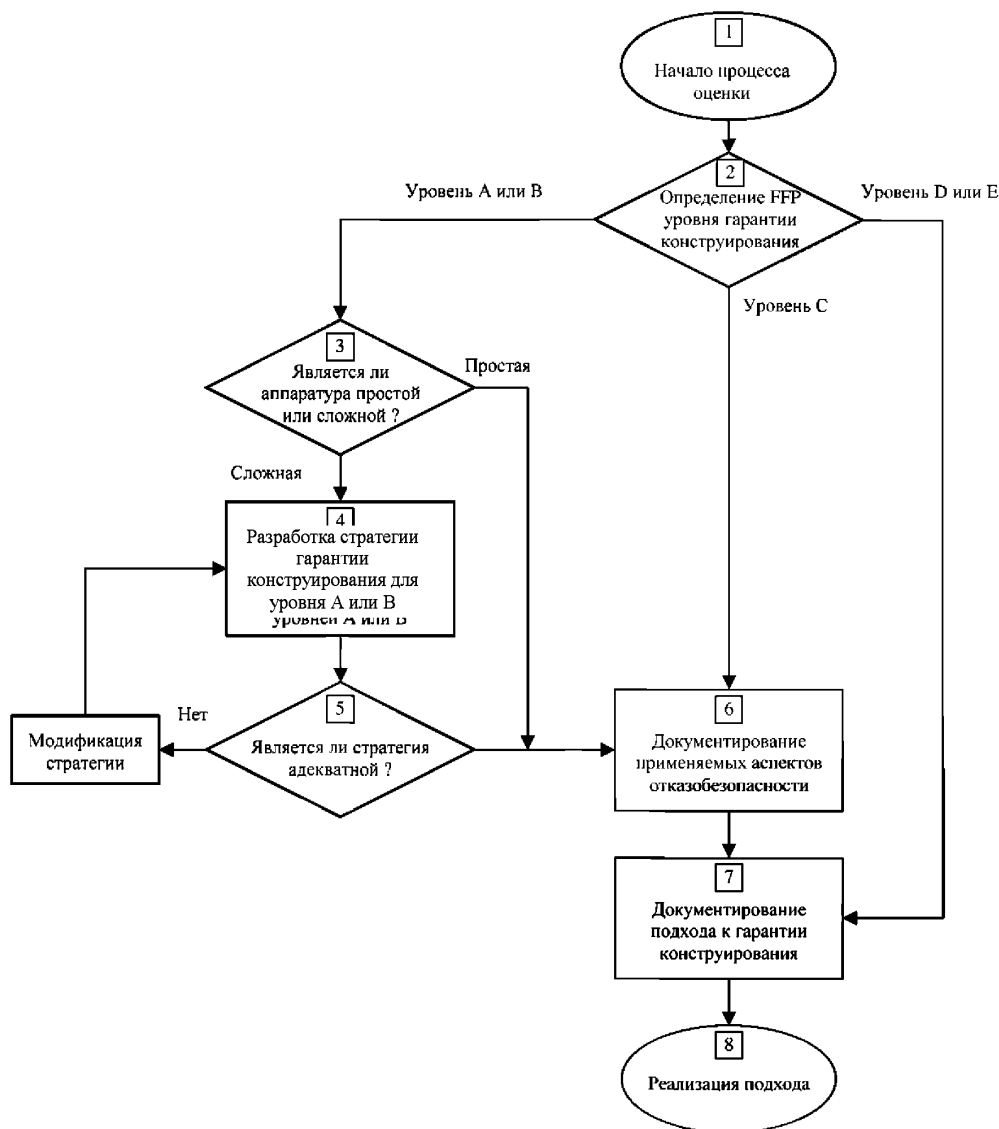 1
Начало процесса
оценки
2
Определение FFP
уровня гарантии
конструирования
Уровень A или B
Уровень D или E
Уровень C
3
Является ли
аппаратура простой
или сложной ?
Простая
Сложная
4
Разработка стратегии
гарантии
конструирования для
уровня A или B
уровней A или B
5
Является ли стратегия
адекватной ?
Нет
Модификация
стратегии
6
Документирование
применяемых аспектов
отказобезопасности
7
Документирование
подхода к гарантии
конструирования
8
Реализация подхода